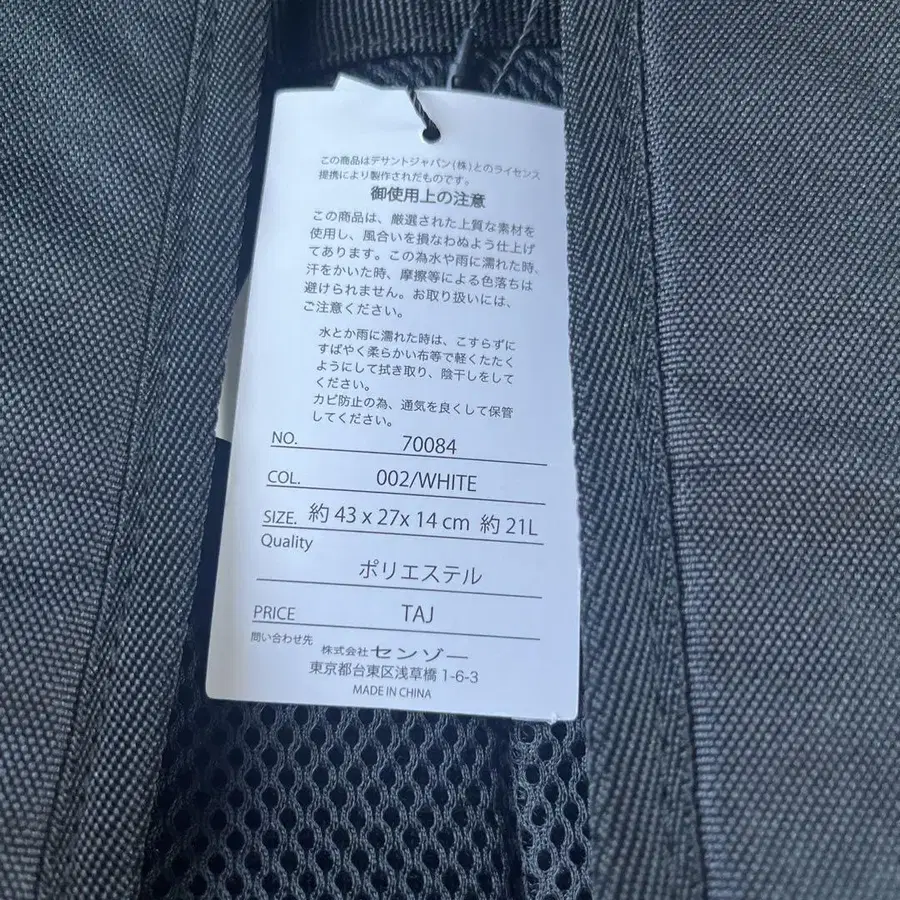 この商品はデサントジャパン(株)とのライセンス
提携により製作されたものです。
御使用上の注意
この商品は、厳選された上質な素材を
使用し、風合いを損なわぬよう仕上げ
てあります。この為水や雨に濡れた時、
汗をかいた時、摩擦等による色落ちは
避けられません。お取り扱いには、
ご注意ください。
水とか雨に濡れた時は、こすらずに
すばやく柔らかい布等で軽くたたく
ようにして拭き取り、陰干しをして
ください。
カビ防止の為、通気を良くして保管
してください。
NO. 70084
COL. 002/WHITE
SIZE. 約 43 x 27x 14 cm 約 21L
Quality
ポリエステル
PRICE TAJ
問い合わせ先
株式会社 センゾー
東京都台東区浅草橋 1-6-3
MADE IN CHINA